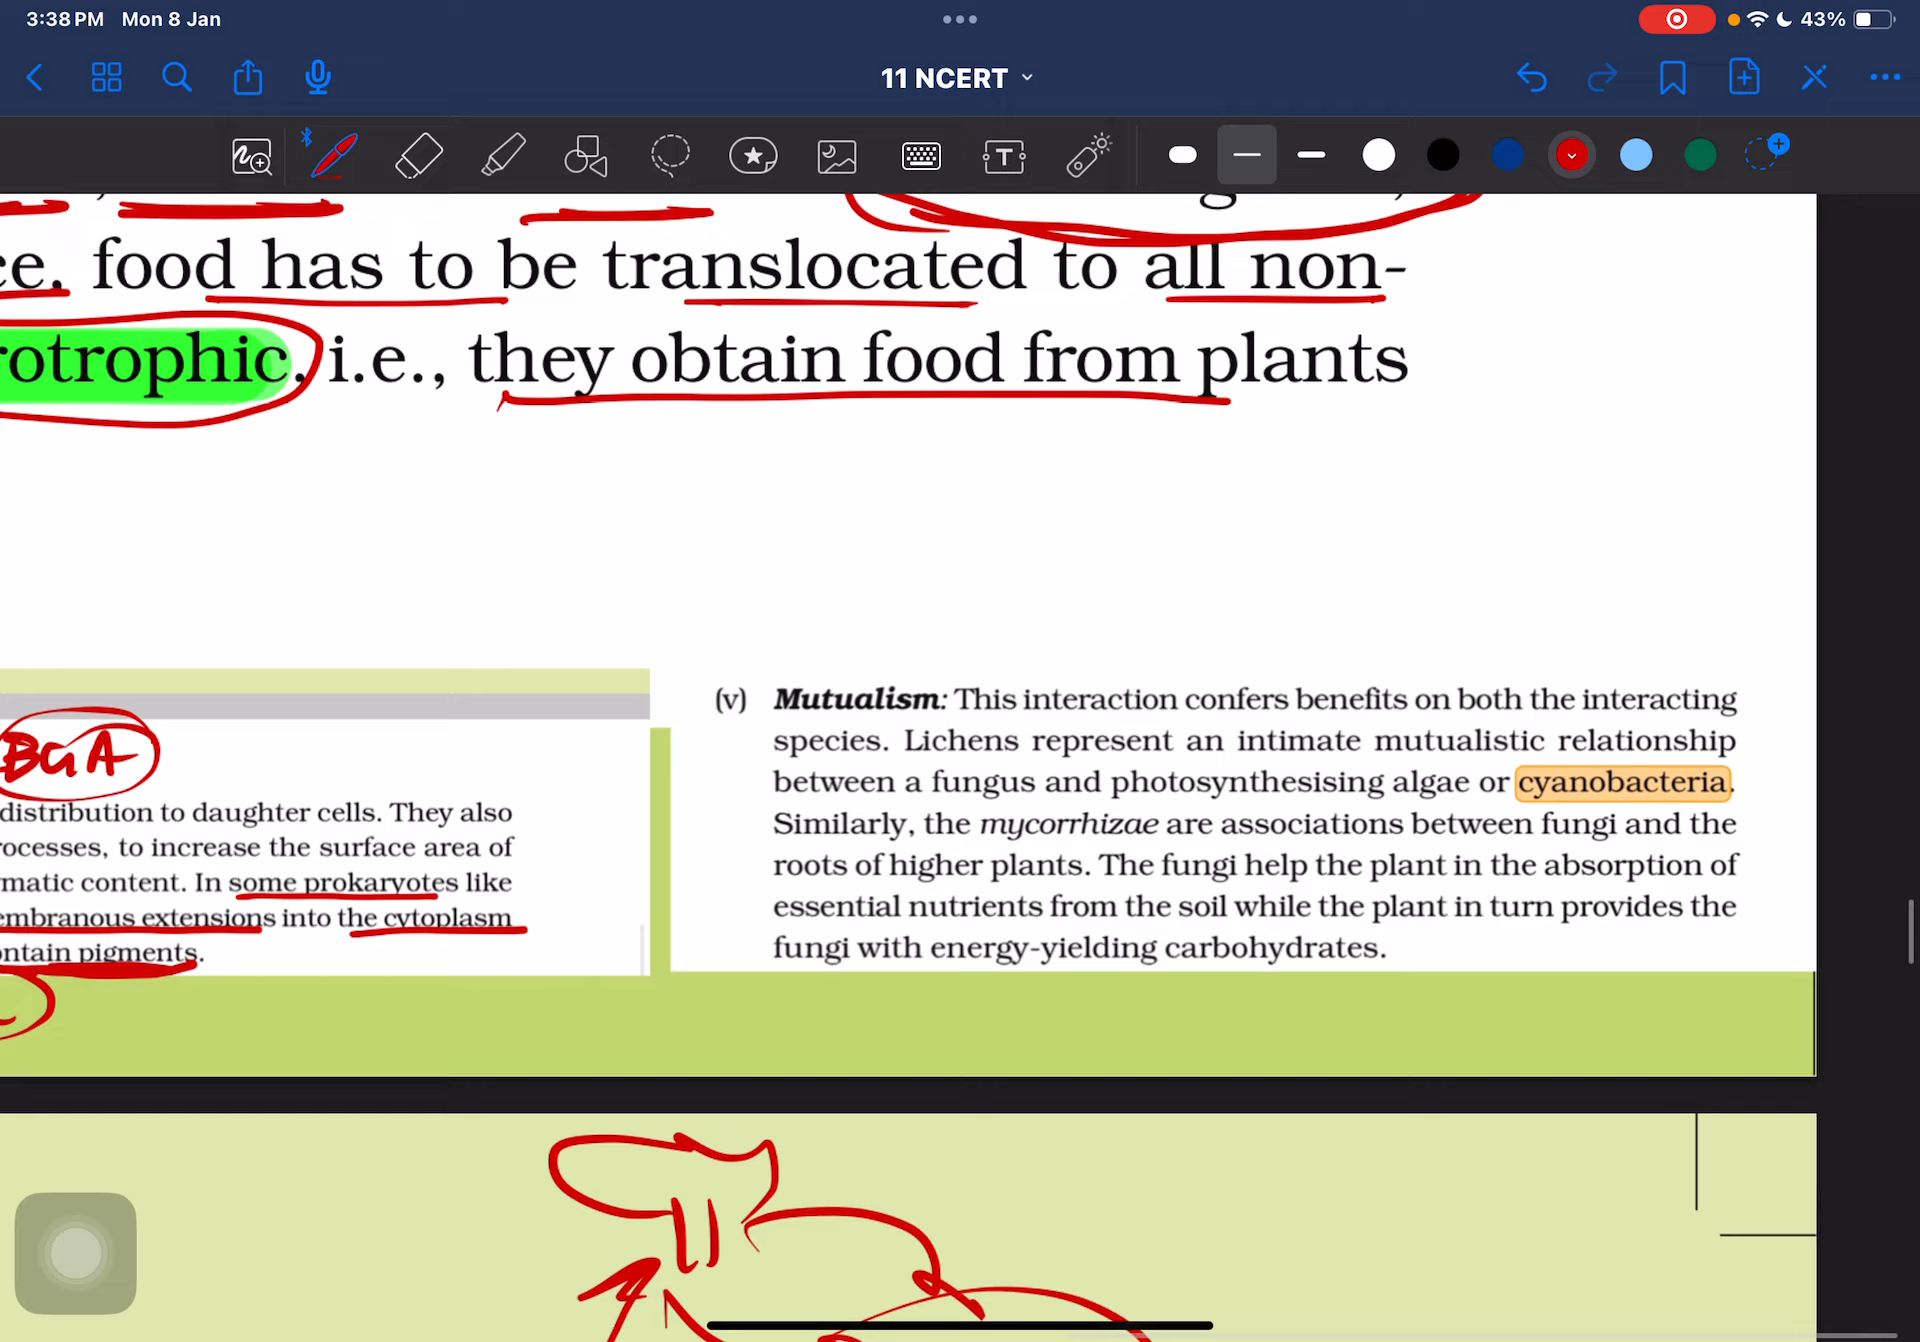 3:38 PM Mon 8 Jan
43%
11 NCERT
ce, food has to be translocated to all non-
rotrophic, i.e., they obtain food from plants
BGA
distribution to daughter cells. They also
rocesses, to increase the surface area of
matic content. In some prokaryotes like
embranous extensions into the cytoplasm
ontain pigments.
(v) Mutualism: This interaction confers benefits on both the interacting
species. Lichens represent an intimate mutualistic relationship
between a fungus and photosynthesising algae or cyanobacteria.
Similarly, the mycorrhizae are associations between fungi and the
roots of higher plants. The fungi help the plant in the absorption of
essential nutrients from the soil while the plant in turn provides the
fungi with energy-yielding carbohydrates.